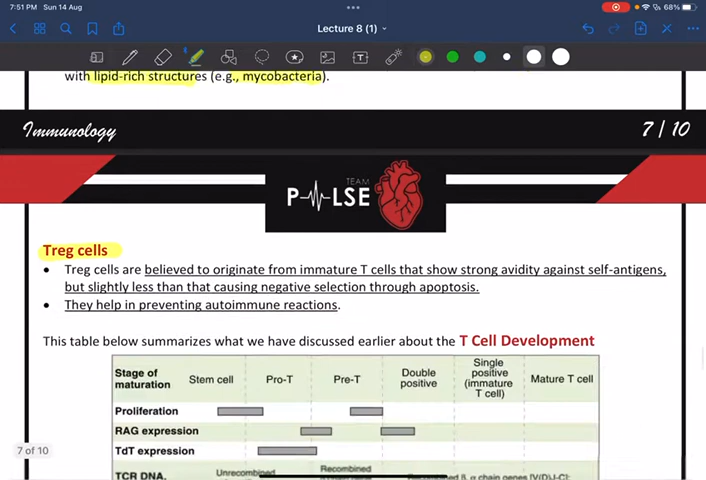 7:51 PM Sun 14 Aug
68%
Lecture 8 (1)
with lipid-rich structures (e.g., mycobacteria).
Immunology
7 / 10
TEAM
P LSE
Treg cells
• Treg cells are believed to originate from immature T cells that show strong avidity against self-antigens,
but slightly less than that causing negative selection through apoptosis.
• They help in preventing autoimmune reactions.
This table below summarizes what we have discussed earlier about the T Cell Development
Stage of maturation Stem cell Pro-T Pre-T Double positive Single positive (immature T cell) Mature T cell
Proliferation
RAG expression
7 of 10
TdT expression
TCR DNA, Unrecombined Recombined chain genes [V(D)J-C];